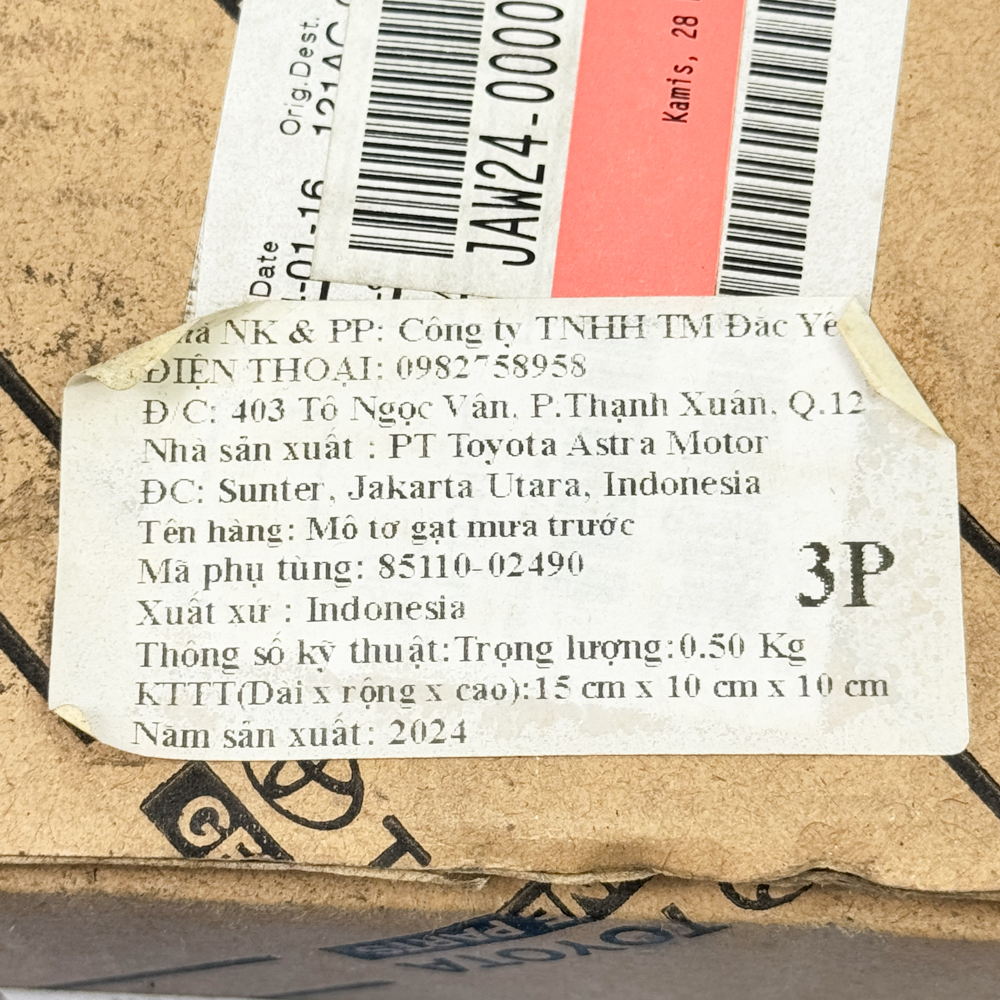 Orig.Dest.
Date
-01-16
JAW24-0000
Kamis, 28
NK & PP: Công ty TNHH TM Đắc
ĐIỆN THOẠI: 0982758958
Đ/C: 403 Tô Ngọc Vân. P.Thạnh Xuân. Q.12
Nhà sản xuất : PT Toyota Astra Motor
ĐC: Sunter, Jakarta Utara, Indonesia
Tên hàng: Mô tơ gạt mưa trước
Mã phụ tùng: 85110-02490
3P
Xuất xứ : Indonesia
Thông số kỹ thuật:Trọng lượng:0.50 Kg
KTTT(Dài x rộng x cao):15 cm x 10 cm x 10 cm
Năm sản xuất: 2024
TOYOTA
PARTS